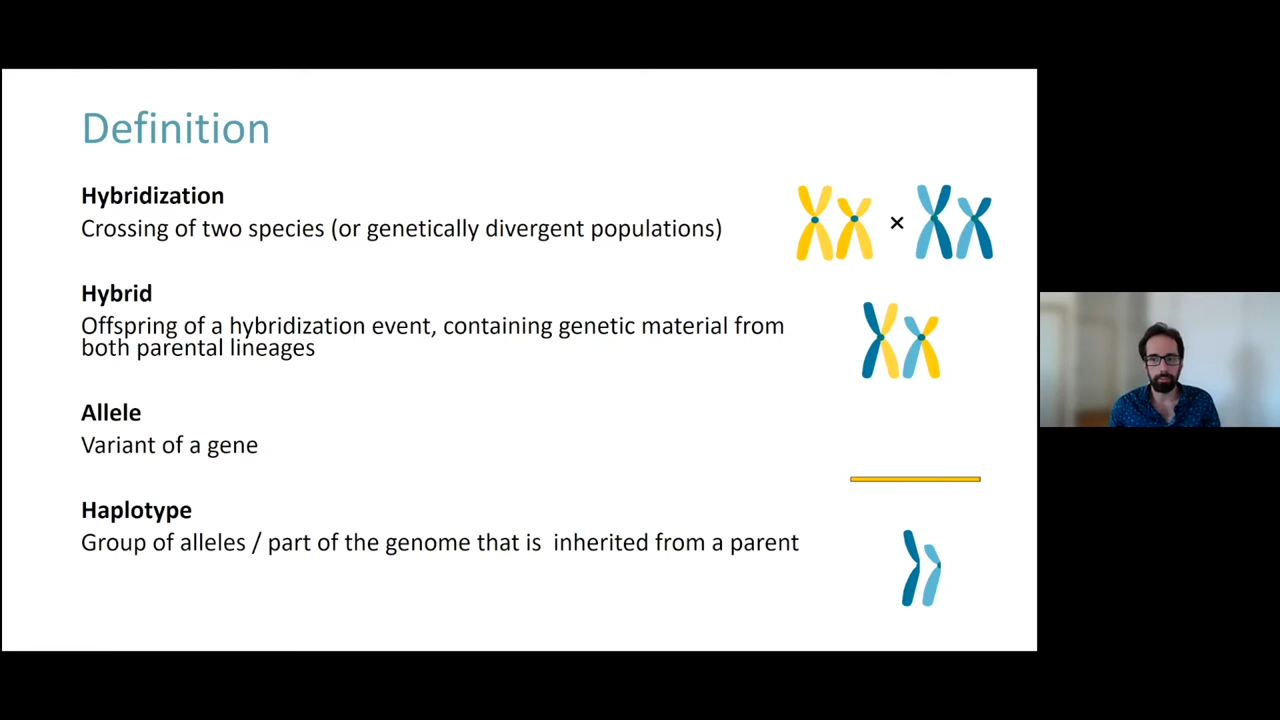 Definition
Hybridization
Crossing of two species (or genetically divergent populations)
×
Hybrid
Offspring of a hybridization event, containing genetic material from
both parental lineages
Allele
Variant of a gene
Haplotype
Group of alleles / part of the genome that is  inherited from a parent